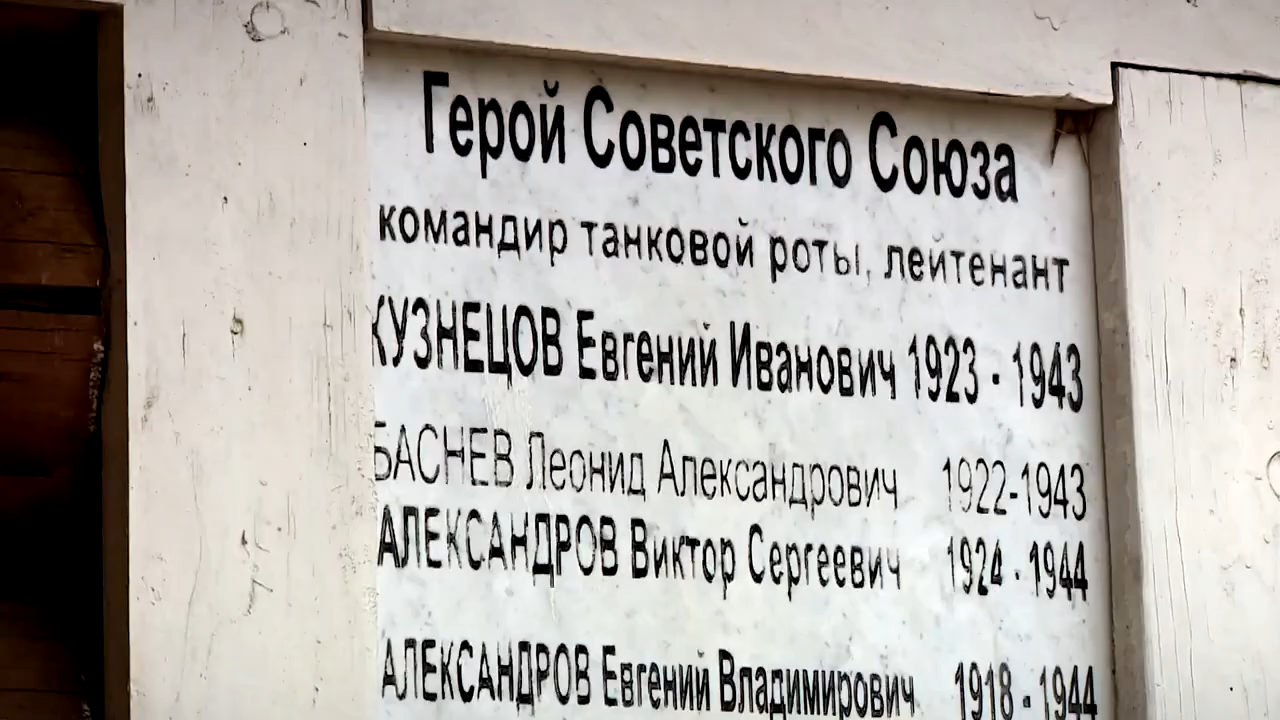 Герой Советского Союза
командир танковой роты, лейтенант
КУЗНЕЦОВ Евгений Иванович 1923 - 1943
БАСНЕВ Леонид Александрович 1922-1943
АЛЕКСАНДРОВ Виктор Сергеевич 1924 - 1944
АЛЕКСАНДРОВ Евгений Владимирович 1918 - 1944